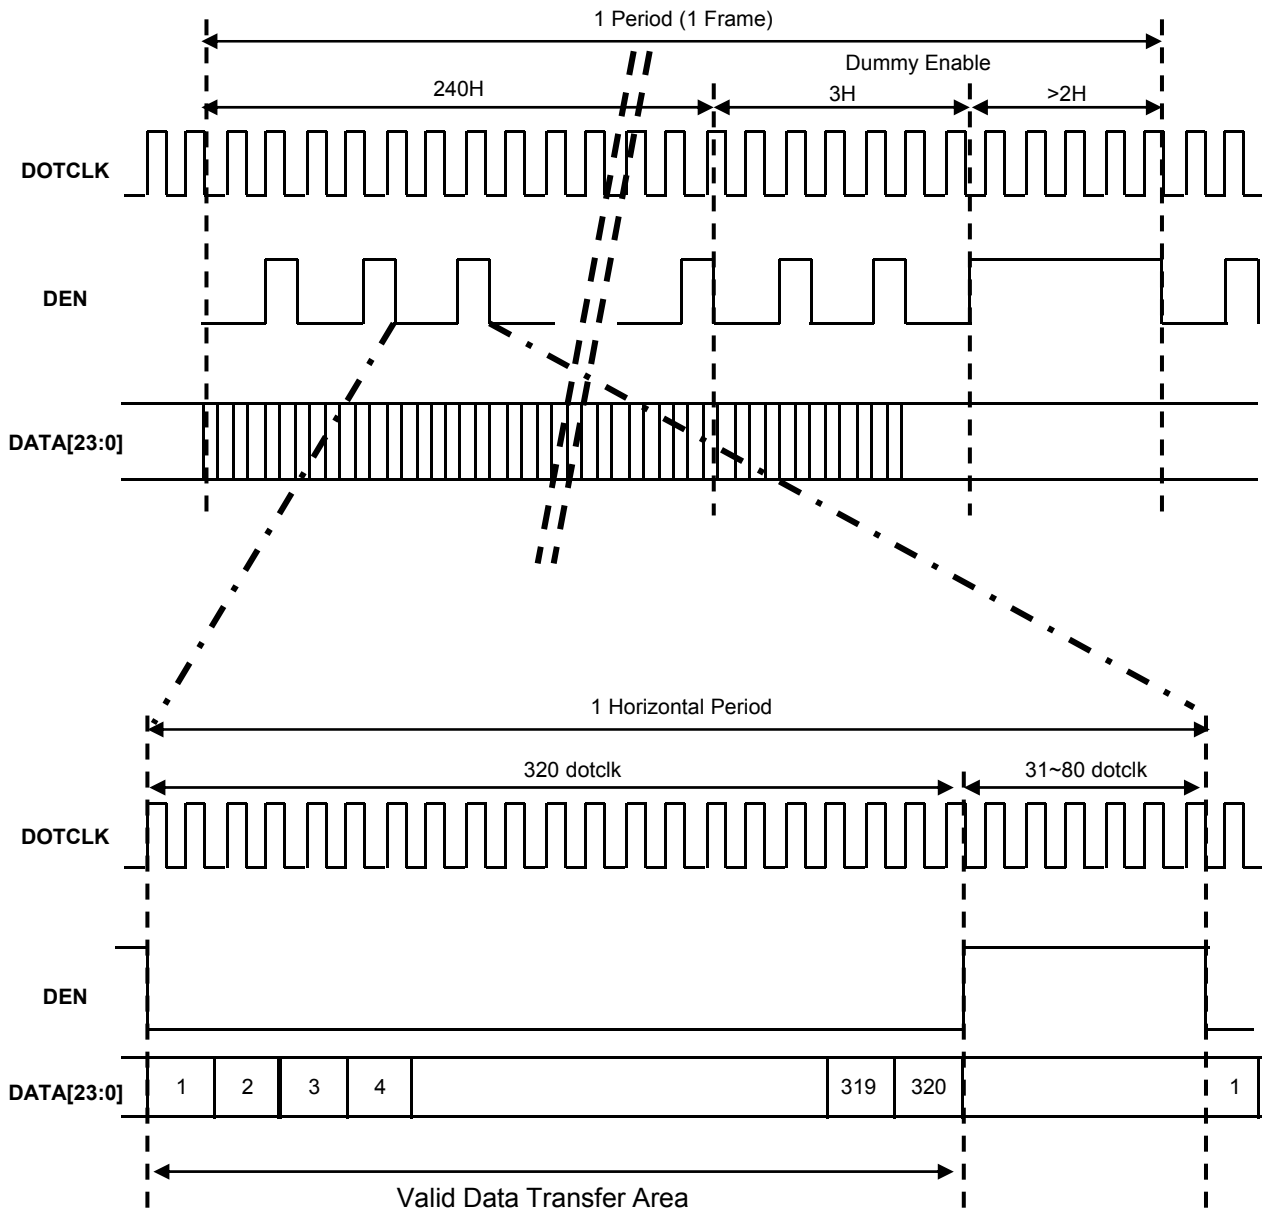 1 Period (1 Frame)
Dummy Enable
240H
3H
>2H
DOTCLK
DEN
DATA[23:0]
1 Horizontal Period
320 dotclk
31~80 dotclk
DOTCLK
DEN
DATA[23:0]
1 2 3 4 319 320 1
Valid Data Transfer Area